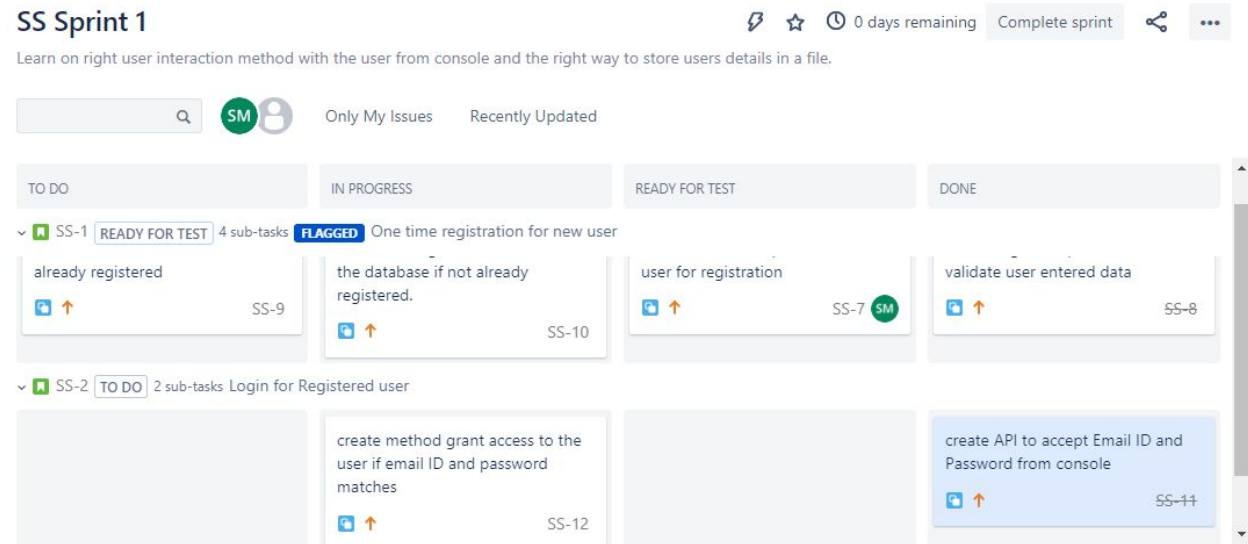 SS Sprint 1
0 days remaining Complete sprint
Learn on right user interaction method with the user from console and the right way to store users details in a file.
SM Only My Issues Recently Updated
TO DO IN PROGRESS READY FOR TEST DONE
SS-1 READY FOR TEST 4 sub-tasks FLAGGED One time registration for new user
already registered
SS-9
the database if not already
registered.
SS-10
user for registration
SS-7 SM
validate user entered data
SS-8
SS-2 TO DO 2 sub-tasks Login for Registered user
create method grant access to the
user if email ID and password
matches
SS-12
create API to accept Email ID and
Password from console
SS-11